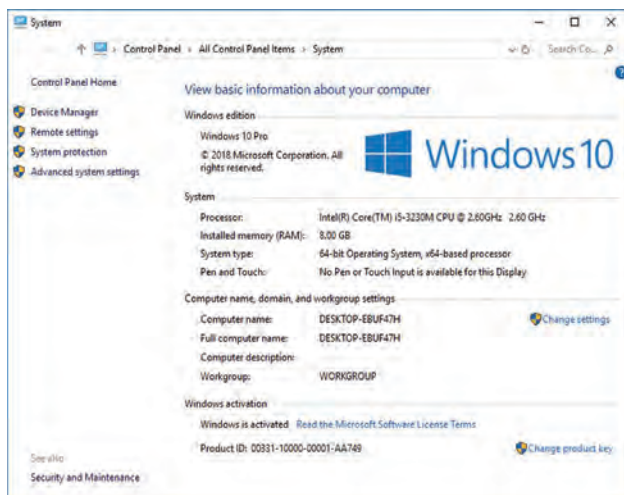 System
Control Panel › All Control Panel Items › System
Search Co...
Control Panel Home
Device Manager
Remote settings
System protection
Advanced system settings
See also
Security and Maintenance
View basic information about your computer
Windows edition
Windows 10 Pro
© 2018 Microsoft Corporation. All
rights reserved.
Windows 10
System
Processor: Intel(R) Core(TM) i5-3230M CPU @ 2.60GHz 2.60 GHz
Installed memory (RAM): 8.00 GB
System type: 64-bit Operating System, x64-based processor
Pen and Touch: No Pen or Touch Input is available for this Display
Computer name, domain, and workgroup settings
Computer name: DESKTOP-EBUF47H
Change settings
Full computer name: DESKTOP-EBUF47H
Computer description:
Workgroup: WORKGROUP
Windows activation
Windows is activated Read the Microsoft Software License Terms
Product ID: 00331-10000-00001-AA749
Change product key